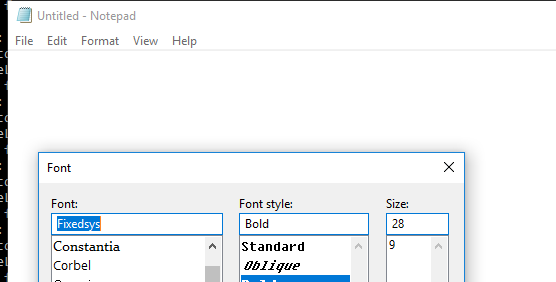 Untitled - Notepad
File Edit Format View Help
Font
Font: Font style: Size:
Fixedsys Bold 28
Constantia Standard 9
Corbel Oblique